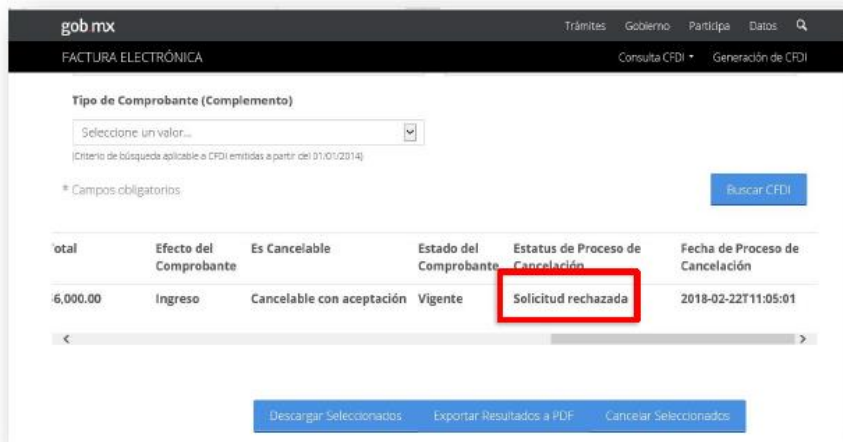 gob.mx Trámites Gobierno Participa Datos
FACTURA ELECTRÓNICA Consulta CFDI Generación de CFDI
Tipo de Comprobante (Complemento)
Seleccione un valor...
(Criterio de búsqueda aplicable a CFDI emitidas a partir del 01/01/2014)
* Campos obligatorios Buscar CFDI
otal Efecto del Es Cancelable Estado del Estatus de Proceso de Fecha de Proceso de
Comprobante Comprobante Cancelación Cancelación
6,000.00 Ingreso Cancelable con aceptación Vigente Solicitud rechazada 2018-02-22T11:05:01
Descargar Seleccionados Exportar Resultados a PDF Cancelar Seleccionados